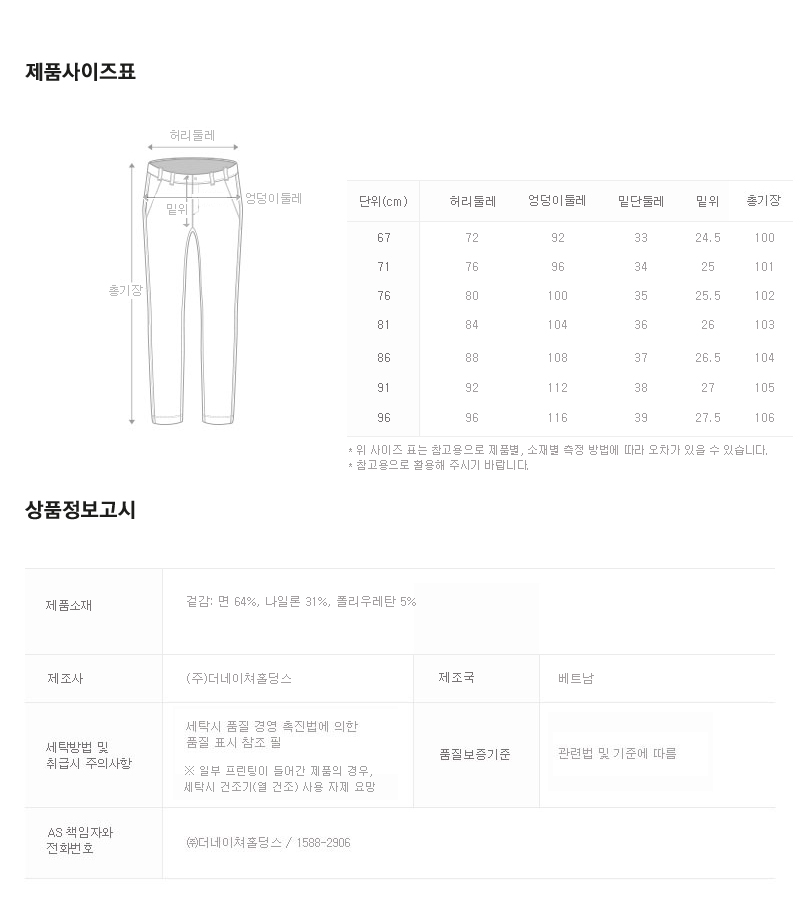 제품사이즈표
허리둘레
엉덩이둘레
밑위
총기장
단위(cm) 허리둘레 엉덩이둘레 밑단둘레 밑위 총기장
67 72 92 33 24.5 100
71 76 96 34 25 101
76 80 100 35 25.5 102
81 84 104 36 26 103
86 88 108 37 26.5 104
91 92 112 38 27 105
96 96 116 39 27.5 106
* 위 사이즈 표는 참고용으로 제품별, 소재별 측정 방법에 따라 오차가 있을 수 있습니다.
* 참고용으로 활용해 주시기 바랍니다.
상품정보고시
제품소재 겉감: 면 64%, 나일론 31%, 폴리우레탄 5%
제조사 (주)더네이쳐홀딩스 제조국 베트남
세탁방법 및
취급시 주의사항
세탁시 품질 경영 촉진법에 의한
품질 표시 참조 필
※ 일부 프린팅이 들어간 제품의 경우,
세탁시 건조기(열 건조) 사용 자제 요망
품질보증기준 관련법 및 기준에 따름
AS 책임자와
전화번호
㈜더네이쳐홀딩스 / 1588-2906